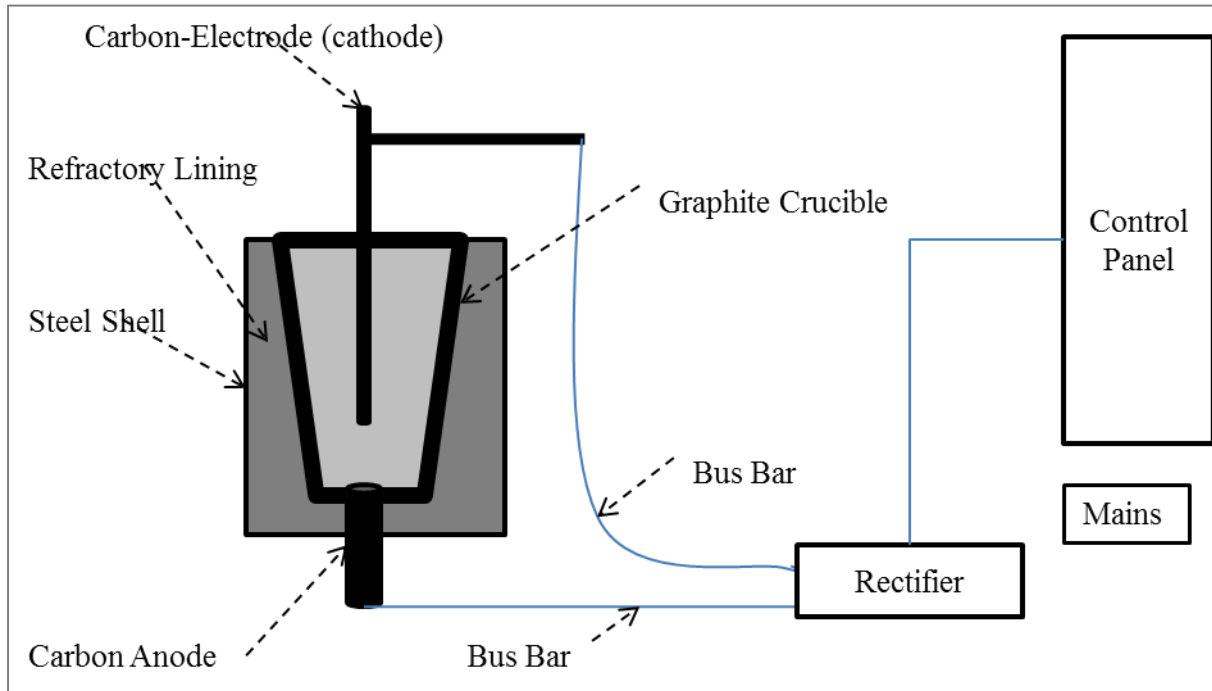 Carbon-Electrode (cathode)
Refractory Lining
Graphite Crucible
Control
Panel
Steel Shell
Bus Bar
Mains
Rectifier
Carbon Anode
Bus Bar